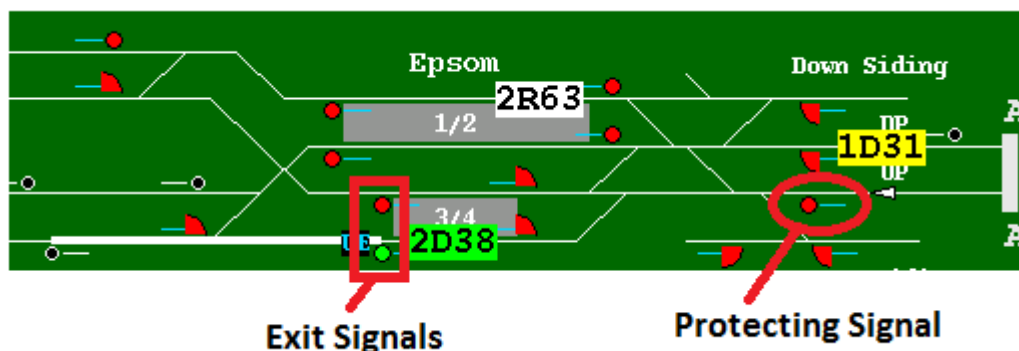 Epsom
Down Siding
2R63
1/2
DP
A
1D31
UP
3/4
2D38
A
Exit Signals
Protecting Signal